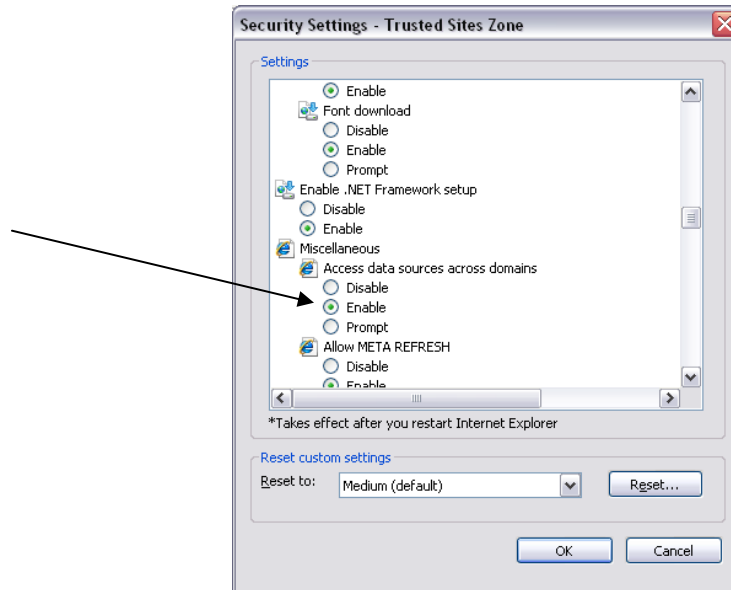 Security Settings - Trusted Sites Zone
Settings
Enable
Font download
Disable
Enable
Prompt
Enable .NET Framework setup
Disable
Enable
Miscellaneous
Access data sources across domains
Disable
Enable
Prompt
Allow META REFRESH
Disable
Enable
*Takes effect after you restart Internet Explorer
Reset custom settings
Reset to: Medium (default) Reset...
OK Cancel